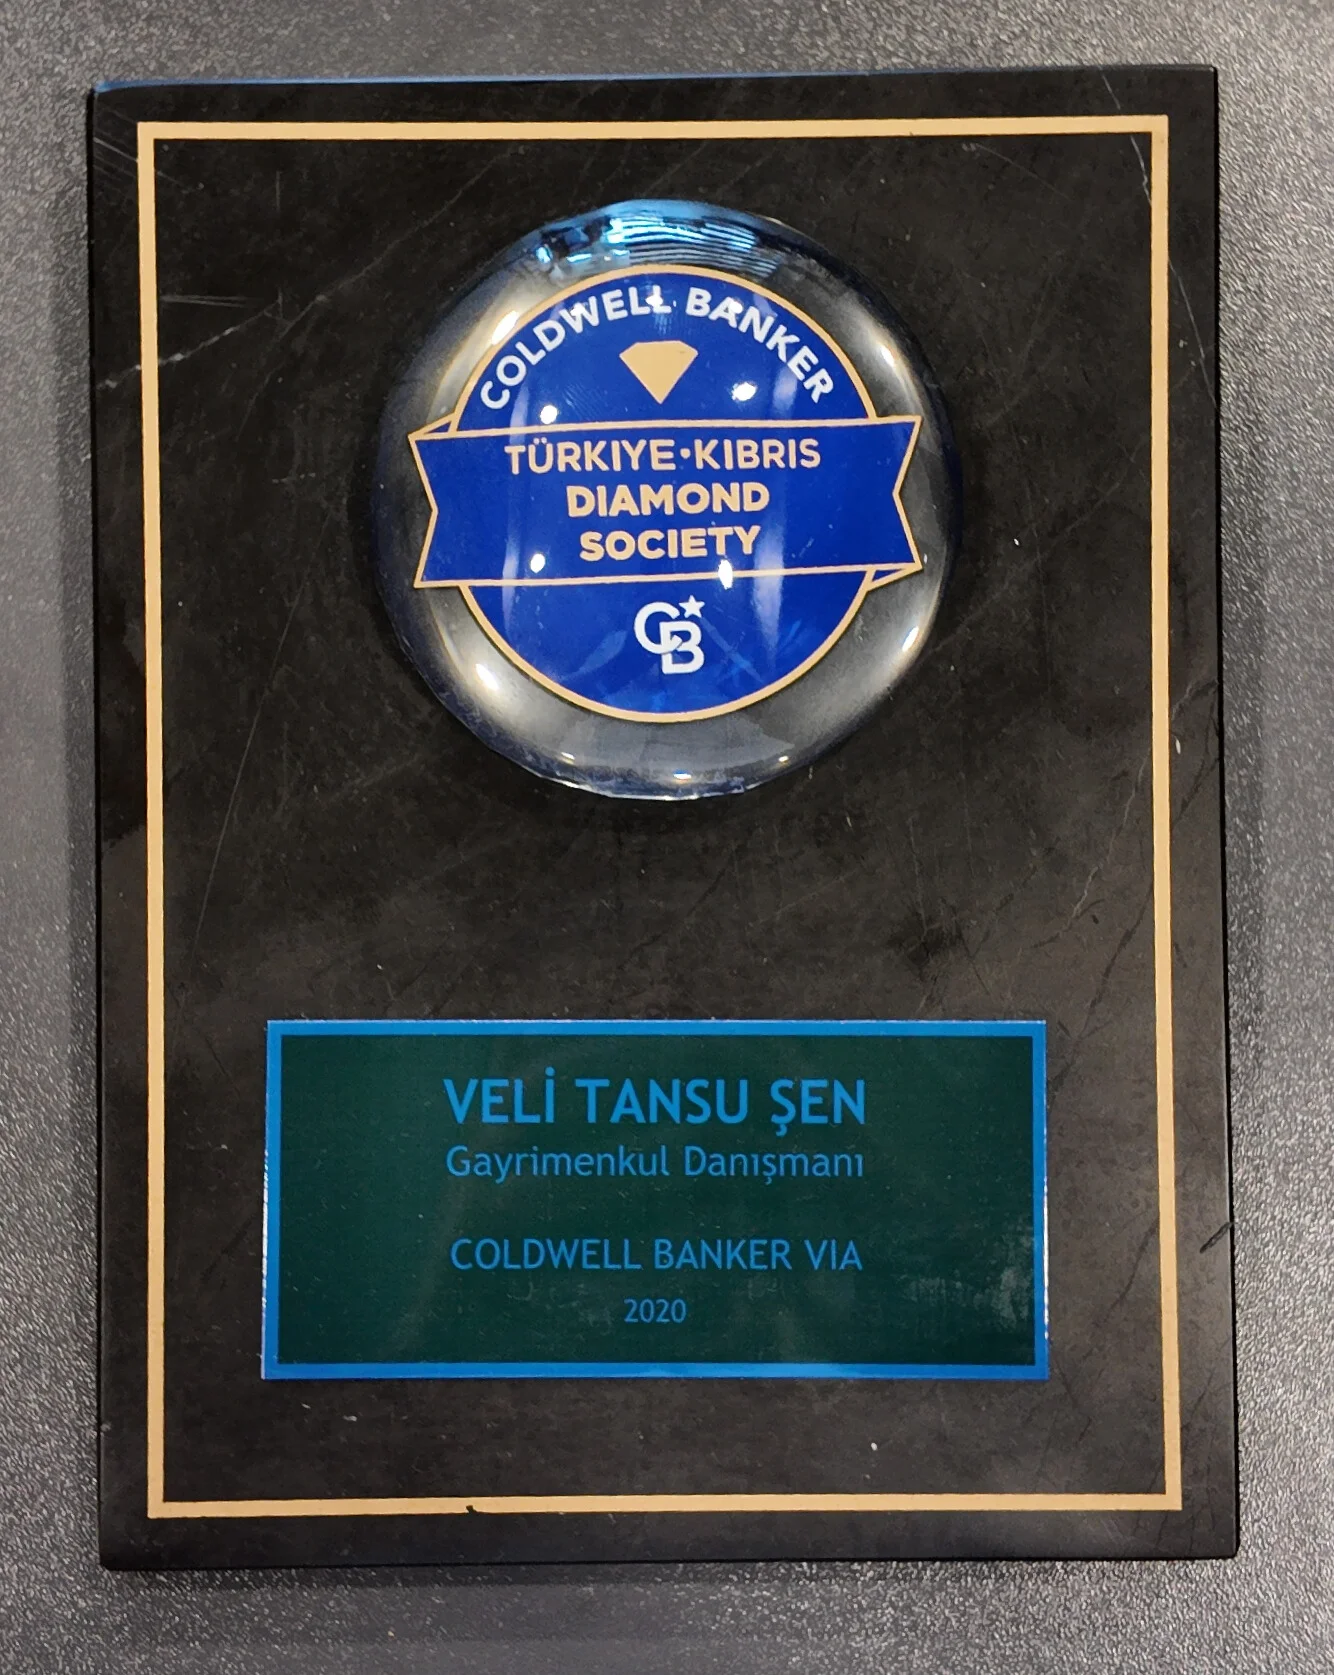 COLDWELL BANKER
TÜRKIYE·KIBRIS
DIAMOND
SOCIETY
CB
VELİ TANSU ŞEN
Gayrimenkul Danışmanı
COLDWELL BANKER VIA
2020